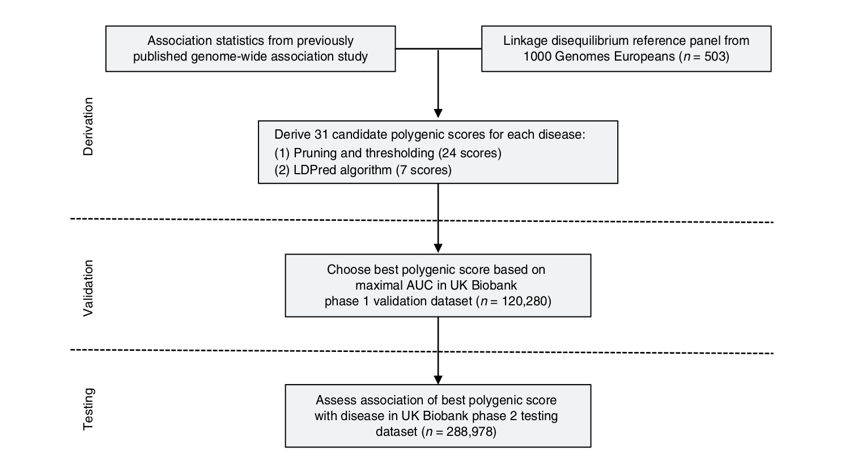 Association statistics from previously
published genome-wide association study
Linkage disequilibrium reference panel from
1000 Genomes Europeans (n = 503)
Derivation
Derive 31 candidate polygenic scores for each disease:
(1) Pruning and thresholding (24 scores)
(2) LDPred algorithm (7 scores)
Validation
Choose best polygenic score based on
maximal AUC in UK Biobank
phase 1 validation dataset (n = 120,280)
Testing
Assess association of best polygenic score
with disease in UK Biobank phase 2 testing
dataset (n = 288,978)